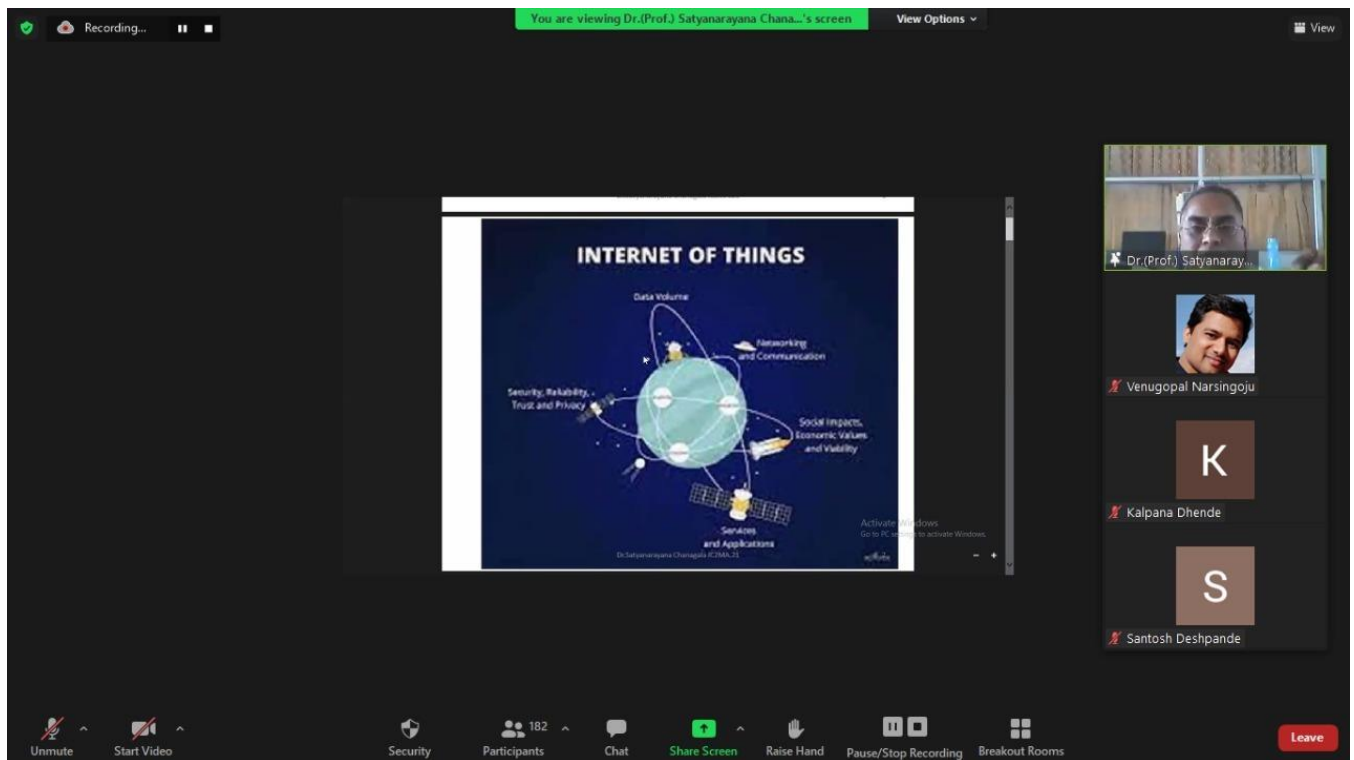 Recording...
You are viewing Dr.(Prof.) Satyanarayana Chana...'s screen
View Options
View
INTERNET OF THINGS
Data Volume
Networking
and Communication
Security, Reliability,
Trust and Privacy
Social Impacts,
Economic Values
and Viability
Services
and Applications
Dr.Satyanarayana Chanagala
Activate Windows
Go to PC settings to activate Windows.
Dr.(Prof.) Satyanaray...
Venugopal Narsingoju
K
Kalpana Dhende
S
Santosh Deshpande
Unmute
Start Video
Security
182
Participants
Chat
Share Screen
Raise Hand
Pause/Stop Recording
Breakout Rooms
Leave